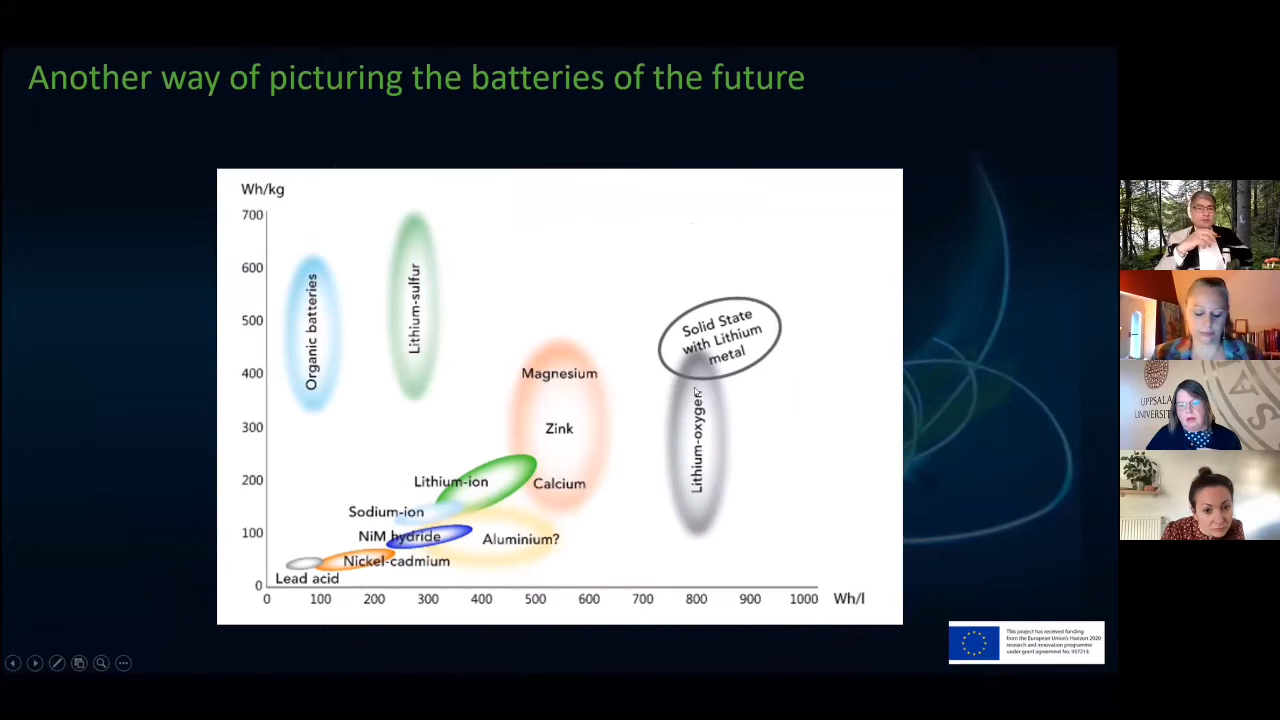 Another way of picturing the batteries of the future
Wh/kg
700
600
500
400
300
200
100
0
0 100 200 300 400 500 600 700 800 900 1000 Wh/l
Organic batteries
Lithium-sulfur
Solid State
with Lithium
metal
Magnesium
Zink
Calcium
Lithium-oxygen
Lithium-ion
Sodium-ion
NiM hydride
Aluminium?
Nickel-cadmium
Lead acid
This project has received funding
from the European Union's Horizon 2020
research and innovation programme
under grant agreement No. 957213.
UPPSALA
UNIVERSI